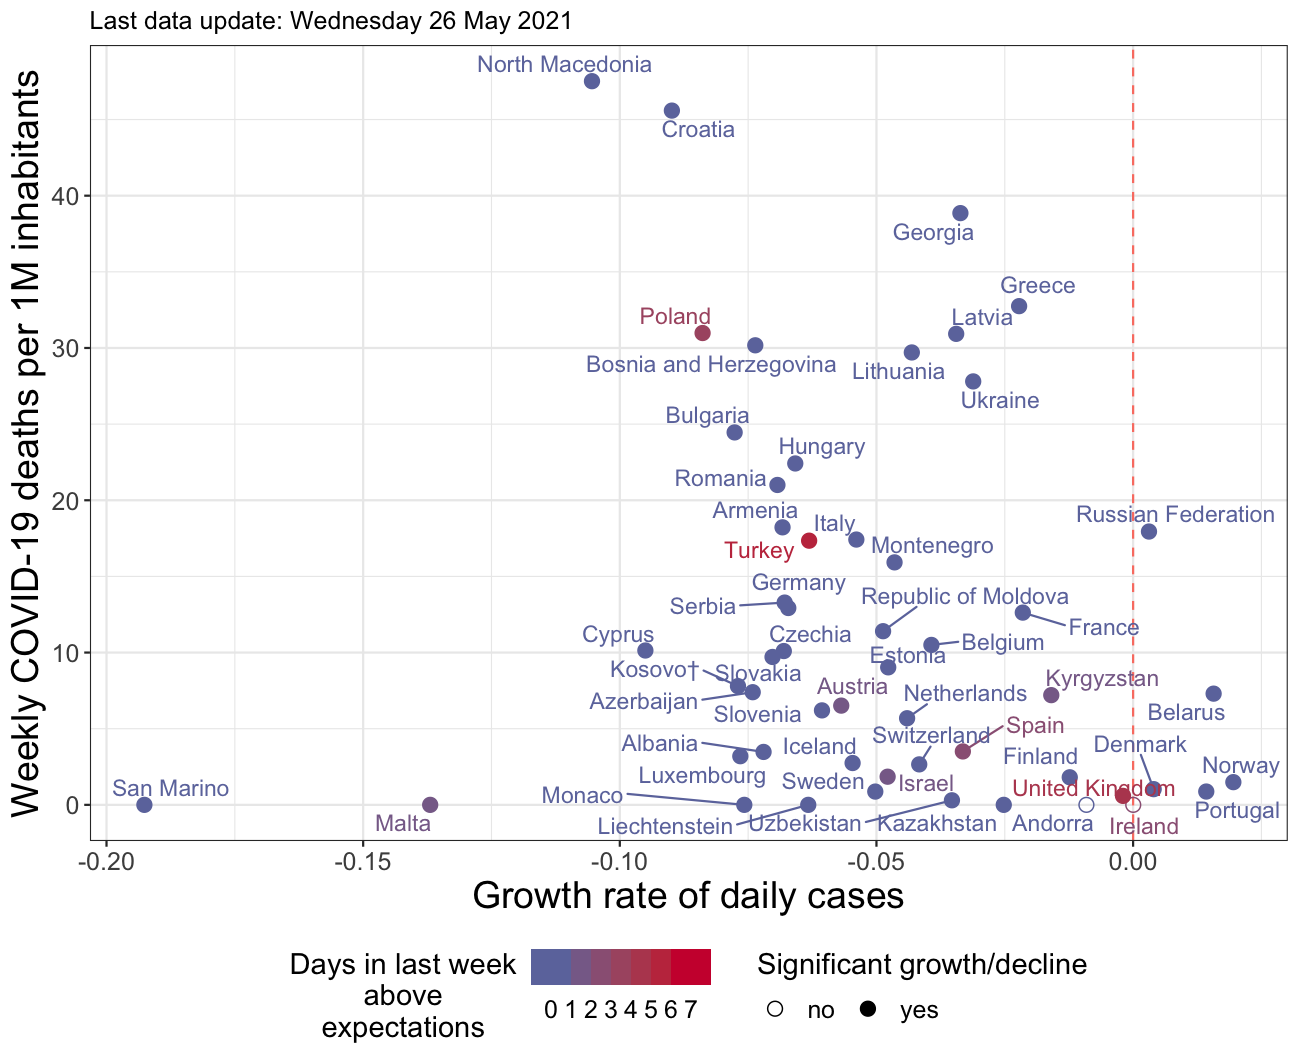 Last data update: Wednesday 26 May 2021
Weekly COVID-19 deaths per 1M inhabitants
North Macedonia
Croatia
40
Georgia
Greece
Poland
Latvia
30
Bosnia and Herzegovina
Lithuania
Ukraine
Bulgaria
Hungary
Romania
20
Armenia
Italy
Russian Federation
Turkey
Montenegro
Germany
Republic of Moldova
Serbia
France
Cyprus
Czechia
Belgium
10
Estonia
Kosovo†
Slovakia
Kyrgyzstan
Austria
Azerbaijan
Netherlands
Slovenia
Belarus
Spain
Switzerland
Albania
Iceland
Denmark
Finland
Norway
Luxembourg
Sweden
Israel
San Marino
United Kingdom
Monaco
0
Portugal
Malta
Liechtenstein
Uzbekistan
Kazakhstan
Andorra
Ireland
-0.20
-0.15
-0.10
-0.05
0.00
Growth rate of daily cases
Days in last week
above
expectations
0 1 2 3 4 5 6 7
Significant growth/decline
no
yes